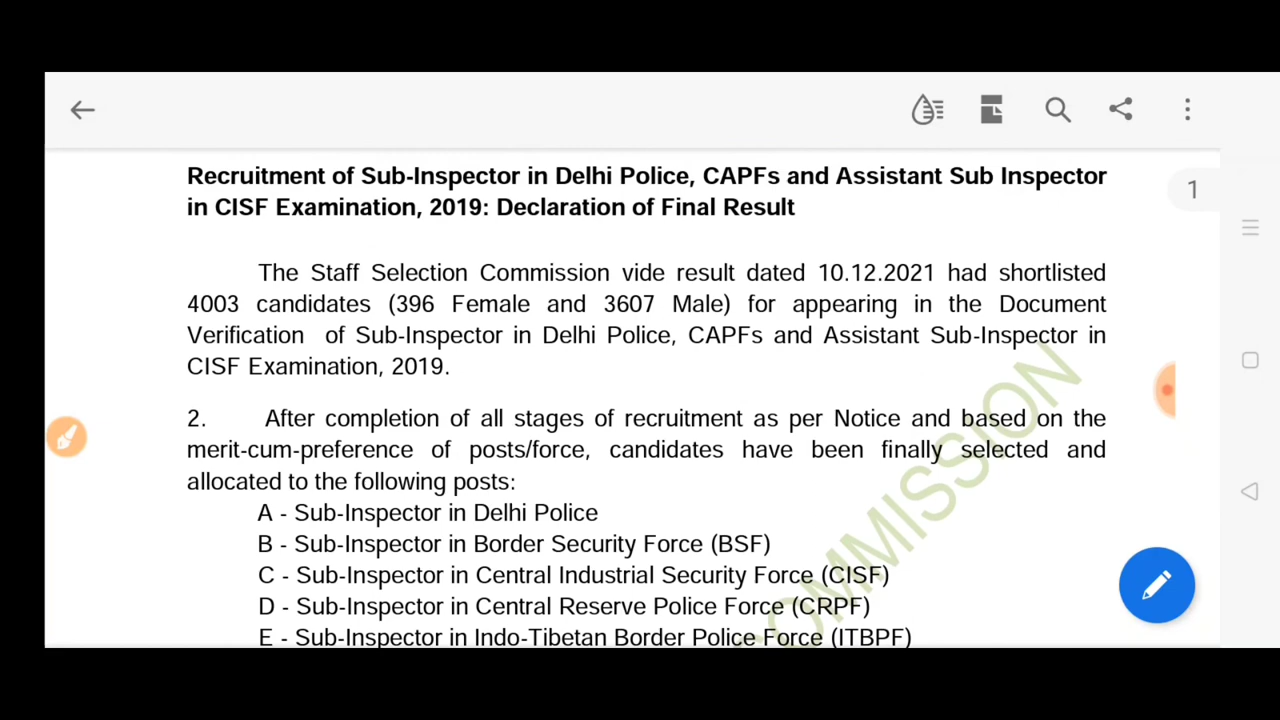 Recruitment of Sub-Inspector in Delhi Police, CAPFs and Assistant Sub Inspector
in CISF Examination, 2019: Declaration of Final Result
1
The Staff Selection Commission vide result dated 10.12.2021 had shortlisted
4003 candidates (396 Female and 3607 Male) for appearing in the Document
Verification of Sub-Inspector in Delhi Police, CAPFs and Assistant Sub-Inspector in
CISF Examination, 2019.
2. After completion of all stages of recruitment as per Notice and based on the
merit-cum-preference of posts/force, candidates have been finally selected and
allocated to the following posts:
A - Sub-Inspector in Delhi Police
B - Sub-Inspector in Border Security Force (BSF)
C - Sub-Inspector in Central Industrial Security Force (CISF)
D - Sub-Inspector in Central Reserve Police Force (CRPF)
E - Sub-Inspector in Indo-Tibetan Border Police Force (ITBPF)
COMMISSION